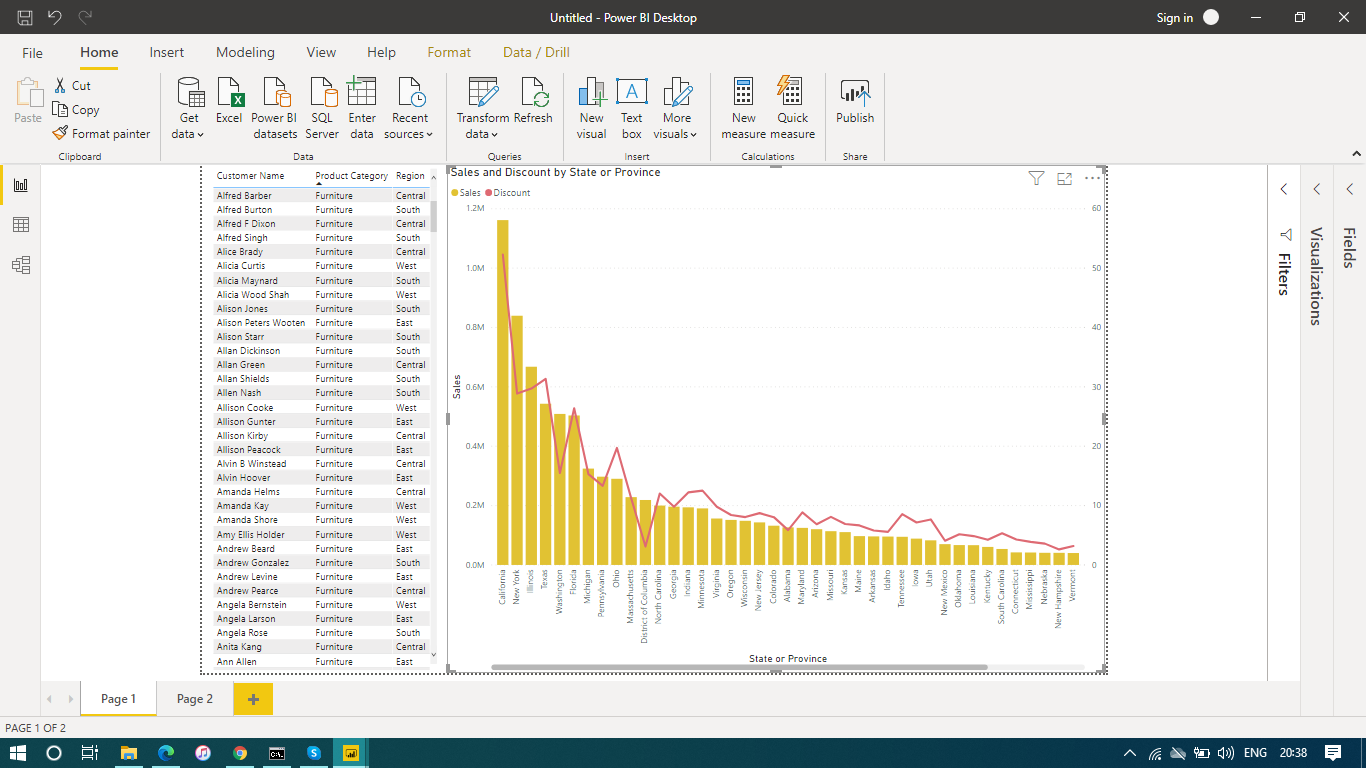 Untitled - Power BI Desktop
Sign in
File Home Insert Modeling View Help Format Data / Drill
Paste
Cut
Copy
Format painter
Clipboard
Get data
Excel
Power BI datasets
SQL Server
Enter data
Recent sources
Data
Transform data
Refresh
Queries
New visual
Text box
More visuals
Insert
New measure
Quick measure
Calculations
Publish
Share
Customer Name Product Category Region
Alfred Barber Furniture Central
Alfred Burton Furniture South
Alfred F Dixon Furniture Central
Alfred Singh Furniture South
Alice Brady Furniture Central
Alicia Curtis Furniture West
Alicia Maynard Furniture South
Alicia Wood Shah Furniture West
Alison Jones Furniture South
Alison Peters Wooten Furniture East
Alison Starr Furniture South
Allan Dickinson Furniture South
Allan Green Furniture Central
Allan Shields Furniture South
Allen Nash Furniture South
Allison Cooke Furniture West
Allison Gunter Furniture East
Allison Kirby Furniture Central
Allison Peacock Furniture East
Alvin B Winstead Furniture Central
Alvin Hoover Furniture East
Amanda Helms Furniture Central
Amanda Kay Furniture West
Amanda Shore Furniture West
Amy Ellis Holder Furniture West
Andrew Beard Furniture East
Andrew Gonzalez Furniture South
Andrew Levine Furniture East
Andrew Pearce Furniture Central
Angela Bernstein Furniture West
Angela Larson Furniture East
Angela Rose Furniture South
Anita Kang Furniture Central
Ann Allen Furniture East
Sales and Discount by State or Province
Sales Discount
1.2M
1.0M
0.8M
0.6M
0.4M
0.2M
0.0M
Sales
60
50
40
30
20
10
0
California
New York
Illinois
Texas
Washington
Florida
Michigan
Pennsylvania
Ohio
Massachusetts
District of Columbia
North Carolina
Georgia
Indiana
Minnesota
Virginia
Oregon
Wisconsin
New Jersey
Colorado
Alabama
Maryland
Arizona
Missouri
Kansas
Maine
Arkansas
Idaho
Tennessee
Iowa
Utah
New Mexico
Oklahoma
Louisiana
Kentucky
South Carolina
Connecticut
Mississippi
Nebraska
New Hampshire
Vermont
State or Province
Filters
Visualizations
Fields
Page 1 Page 2 +
PAGE 1 OF 2
ENG 20:38